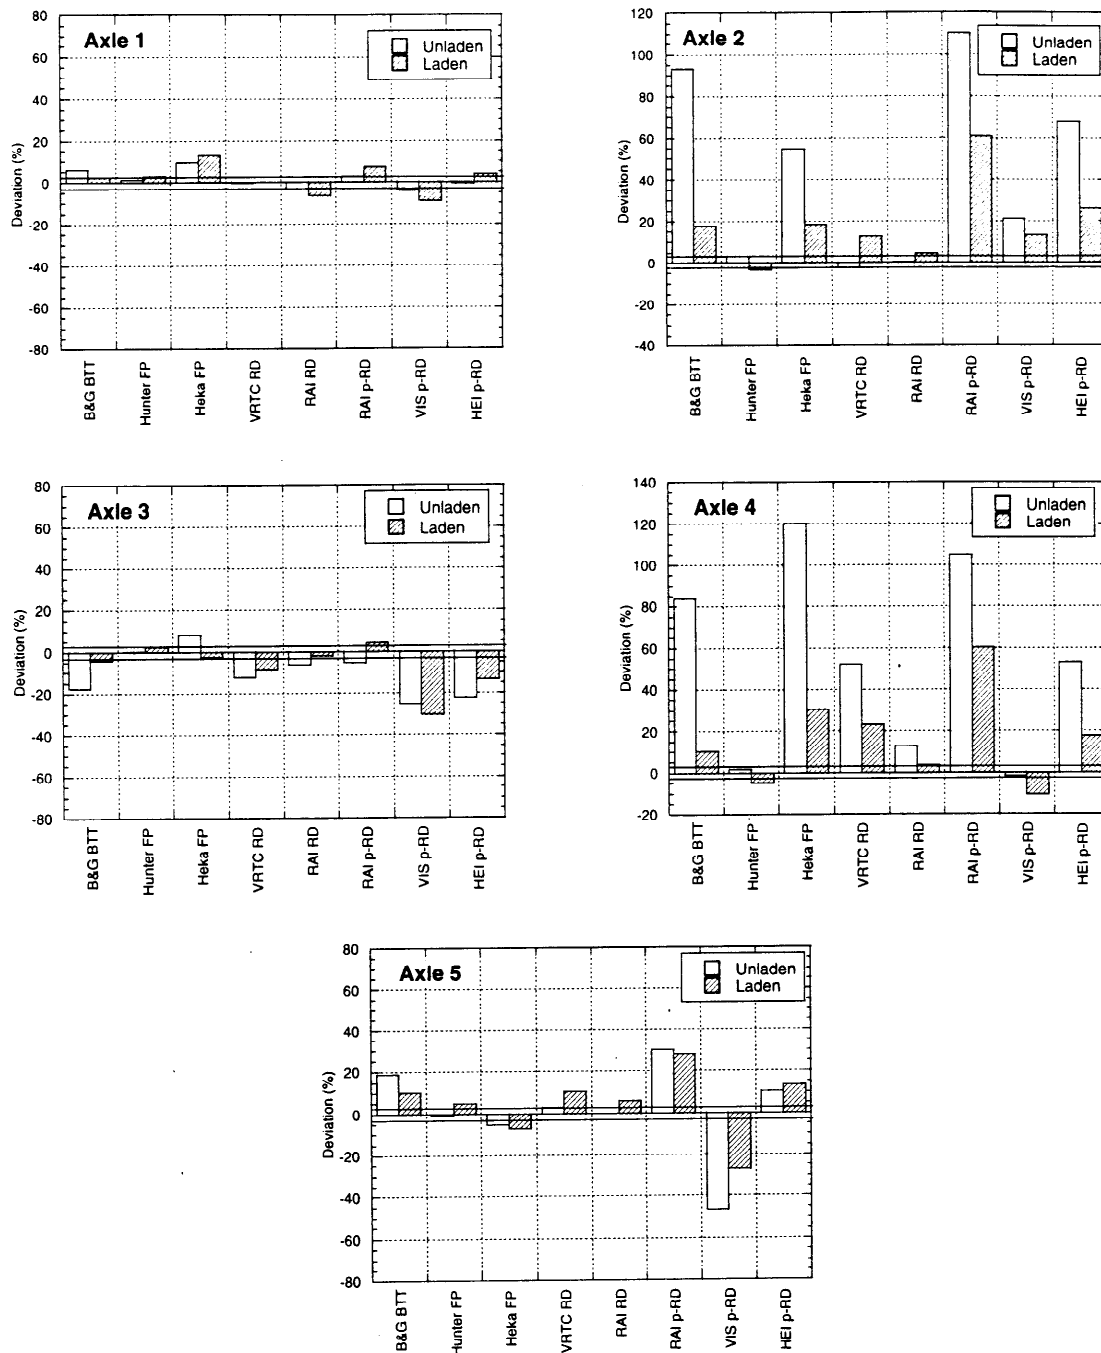 Axle 1
Unladen
Laden
Deviation (%)
80
60
40
20
0
-20
-40
-60
-80
B&G BTT
Hunter FP
Heka FP
VRTC RD
RAI RD
RAI p-RD
VIS p-RD
HEI p-RD
Axle 2
Unladen
Laden
Deviation (%)
120
100
80
60
40
20
0
-20
-40
B&G BTT
Hunter FP
Heka FP
VRTC RD
RAI RD
RAI p-RD
VIS p-RD
HEI p-RD
Axle 3
Unladen
Laden
Deviation (%)
80
60
40
20
0
-20
-40
-60
-80
B&G BTT
Hunter FP
Heka FP
VRTC RD
RAI RD
RAI p-RD
VIS p-RD
HEI p-RD
Axle 4
Unladen
Laden
Deviation (%)
140
120
100
80
60
40
20
0
-20
B&G BTT
Hunter FP
Heka FP
VRTC RD
RAI RD
RAI p-RD
VIS p-RD
HEI p-RD
Axle 5
Unladen
Laden
Deviation (%)
80
60
40
20
0
-20
-40
-60
-80
B&G BTT
Hunter FP
Heka FP
VRTC RD
RAI RD
RAI p-RD
VIS p-RD
HEI p-RD